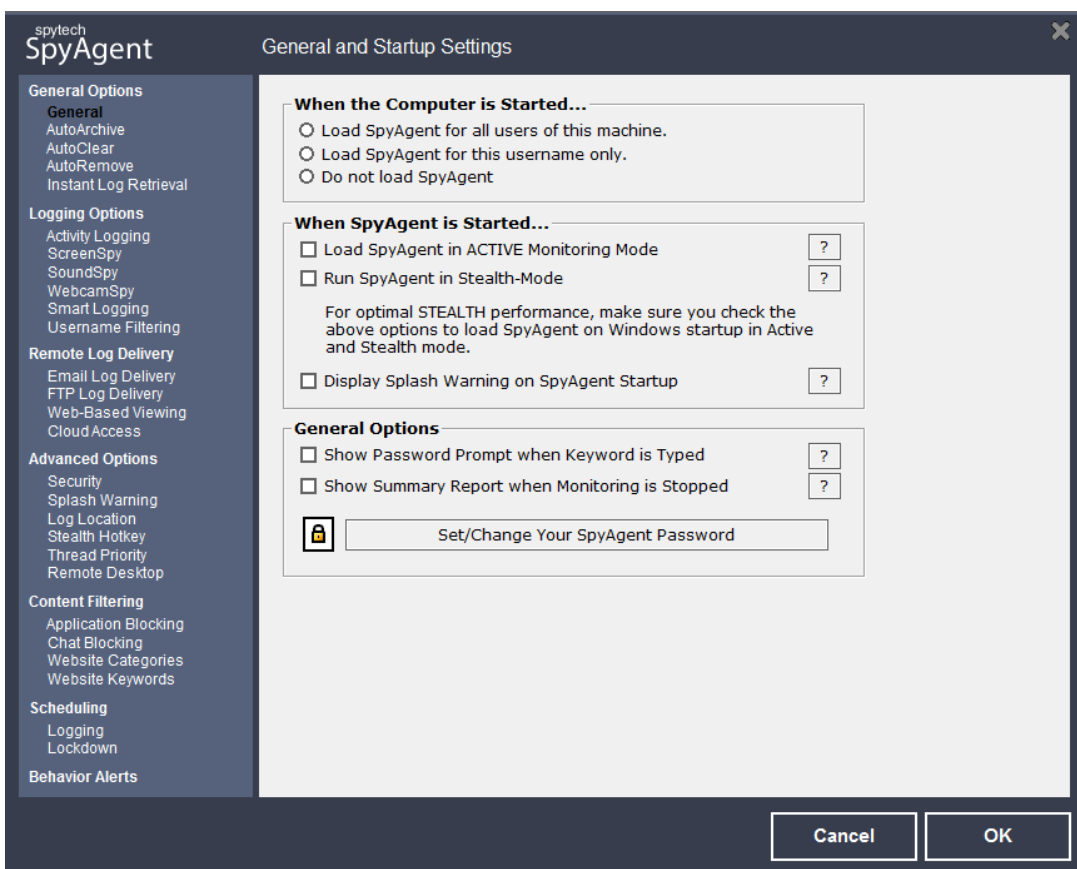 spytech
SpyAgent
General and Startup Settings
General Options
General
AutoArchive
AutoClear
AutoRemove
Instant Log Retrieval
Logging Options
Activity Logging
ScreenSpy
SoundSpy
WebcamSpy
Smart Logging
Username Filtering
Remote Log Delivery
Email Log Delivery
FTP Log Delivery
Web-Based Viewing
Cloud Access
Advanced Options
Security
Splash Warning
Log Location
Stealth Hotkey
Thread Priority
Remote Desktop
Content Filtering
Application Blocking
Chat Blocking
Website Categories
Website Keywords
Scheduling
Logging
Lockdown
Behavior Alerts
When the Computer is Started...
Load SpyAgent for all users of this machine.
Load SpyAgent for this username only.
Do not load SpyAgent
When SpyAgent is Started...
Load SpyAgent in ACTIVE Monitoring Mode ?
Run SpyAgent in Stealth-Mode ?
For optimal STEALTH performance, make sure you check the
above options to load SpyAgent on Windows startup in Active
and Stealth mode.
Display Splash Warning on SpyAgent Startup ?
General Options
Show Password Prompt when Keyword is Typed ?
Show Summary Report when Monitoring is Stopped ?
Set/Change Your SpyAgent Password
Cancel
OK